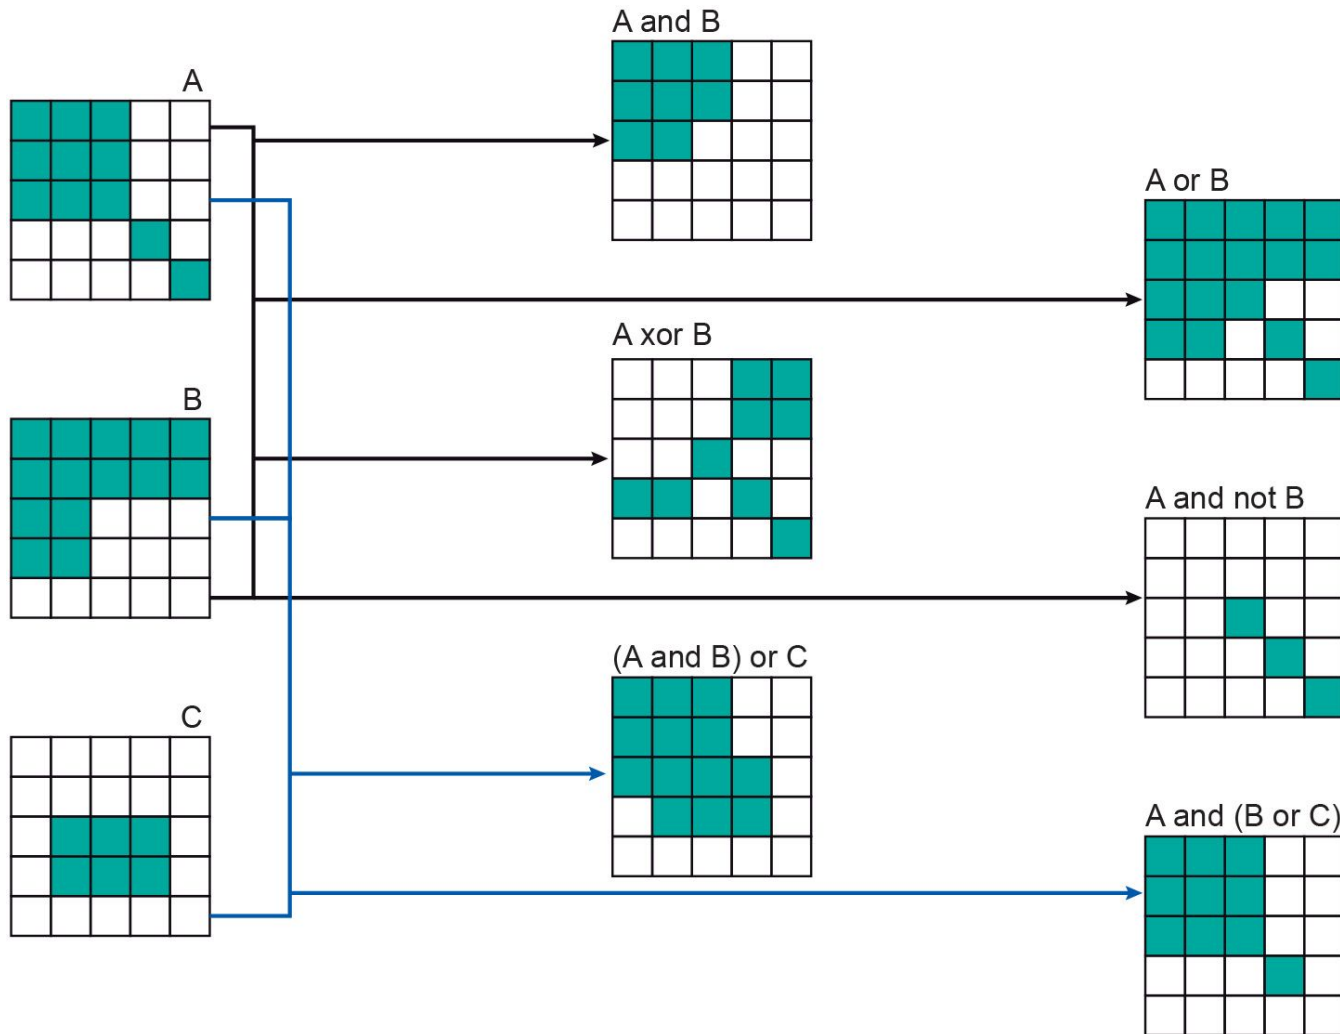 A and B
A
A or B
A xor B
B
A and not B
(A and B) or C
C
A and (B or C)